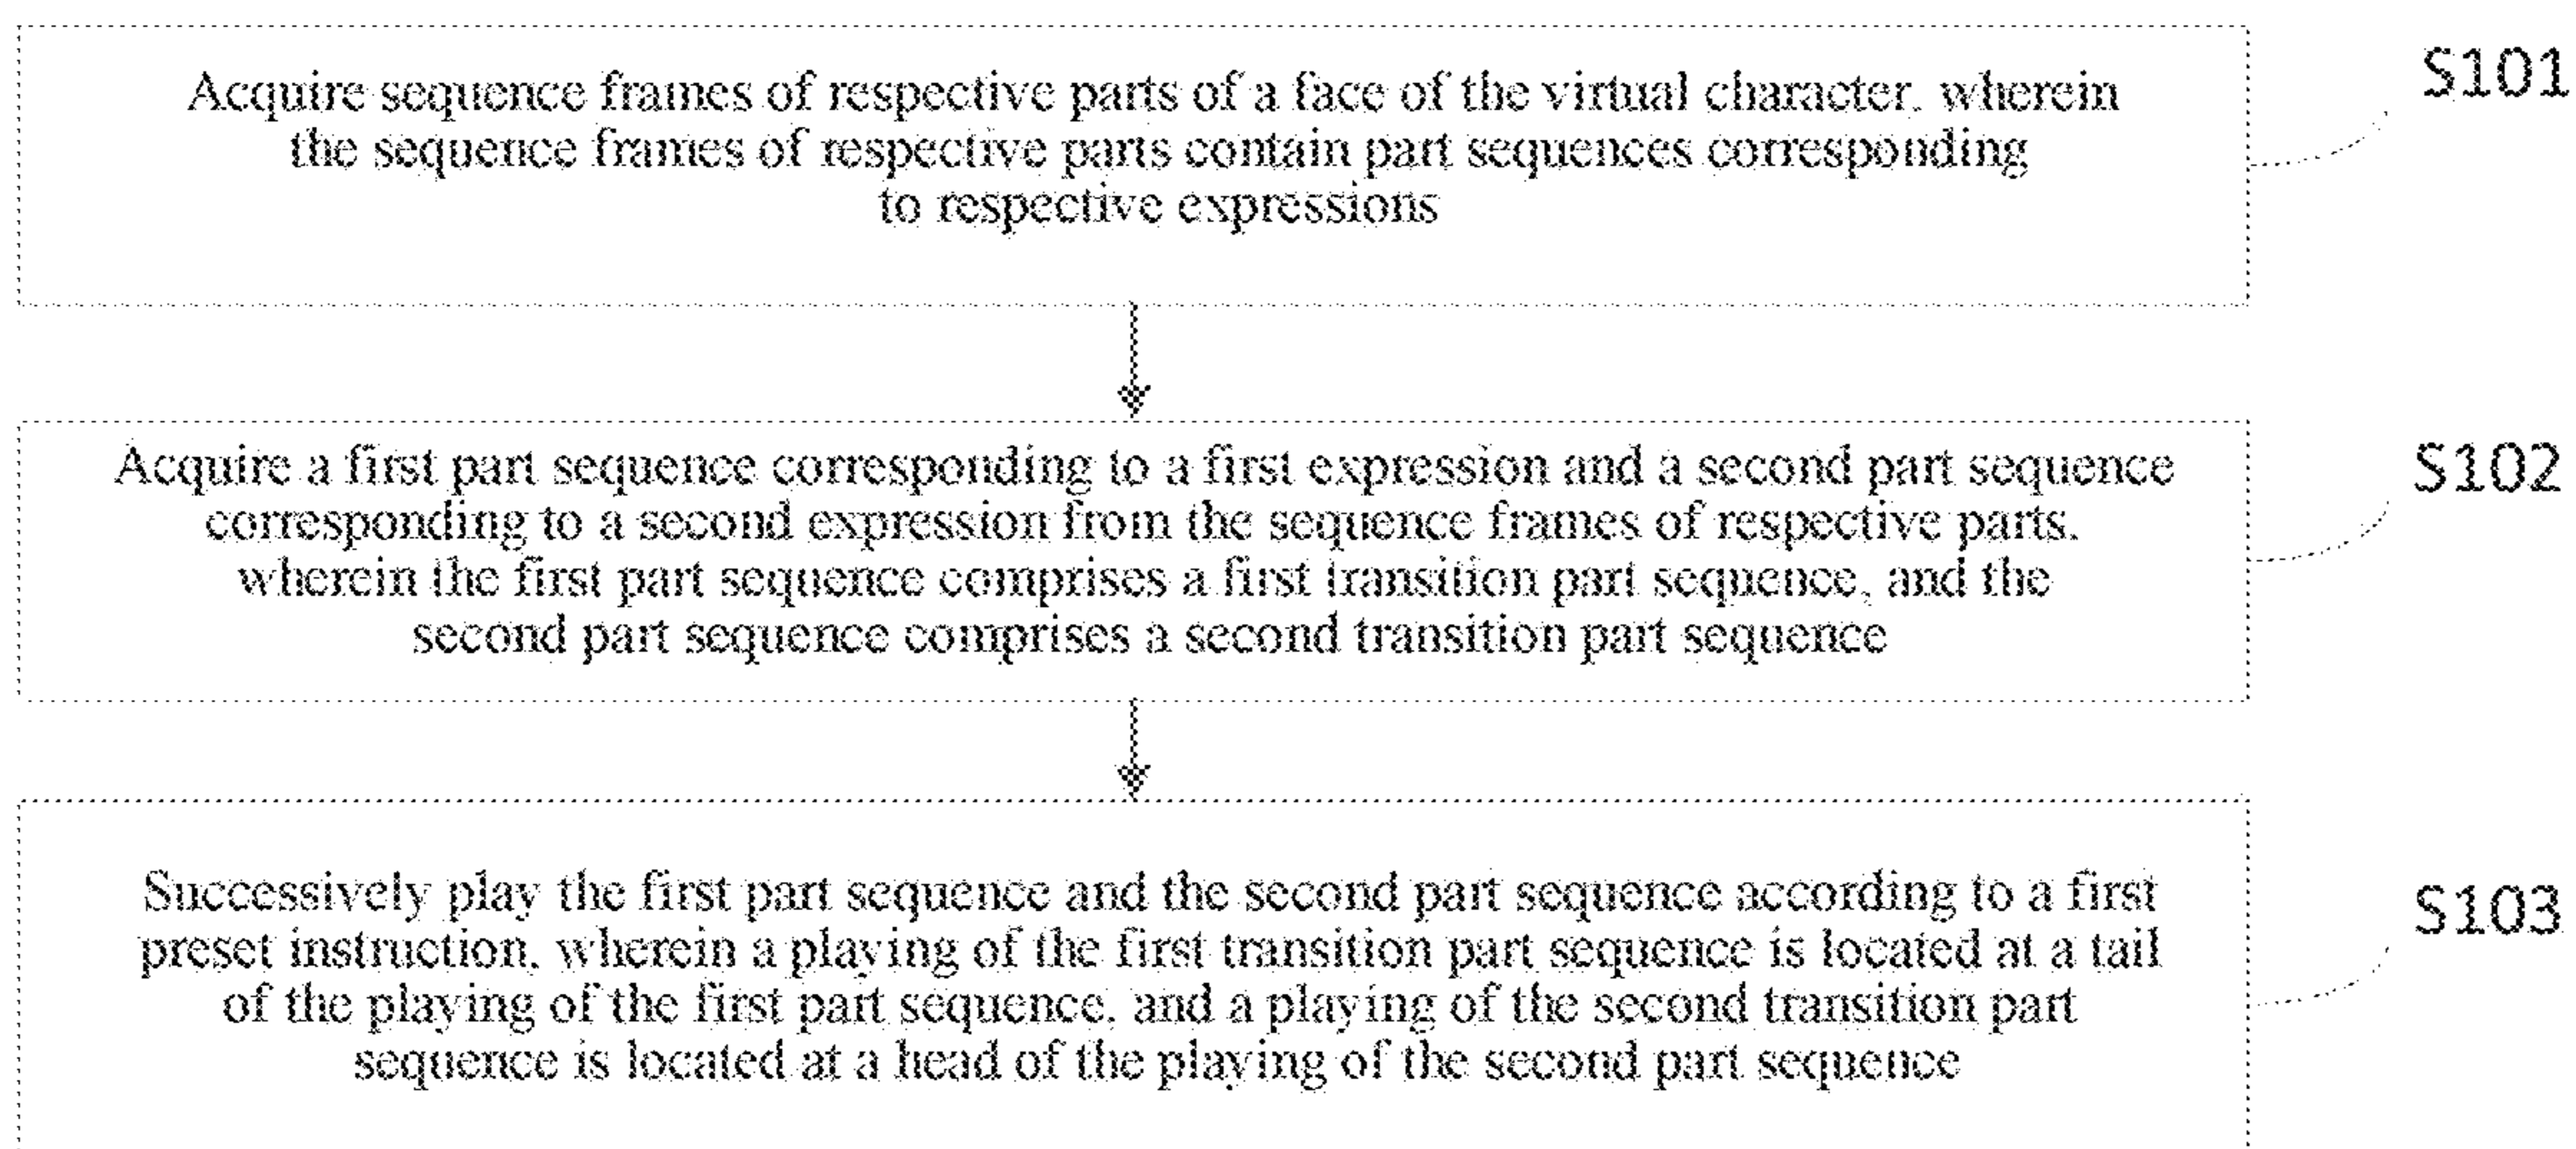 Acquire sequence frames of respective parts of a face of the virtual character, wherein
the sequence frames of respective parts contain part sequences corresponding
to respective expressions
S101
Acquire a first part sequence corresponding to a first expression and a second part sequence
corresponding to a second expression from the sequence frames of respective parts,
wherein the first part sequence comprises a first transition part sequence, and the
second part sequence comprises a second transition part sequence
S102
Successively play the first part sequence and the second part sequence according to a first
preset instruction, wherein a playing of the first transition part sequence is located at a tail
of the playing of the first part sequence, and a playing of the second transition part
sequence is located at a head of the playing of the second part sequence
S103